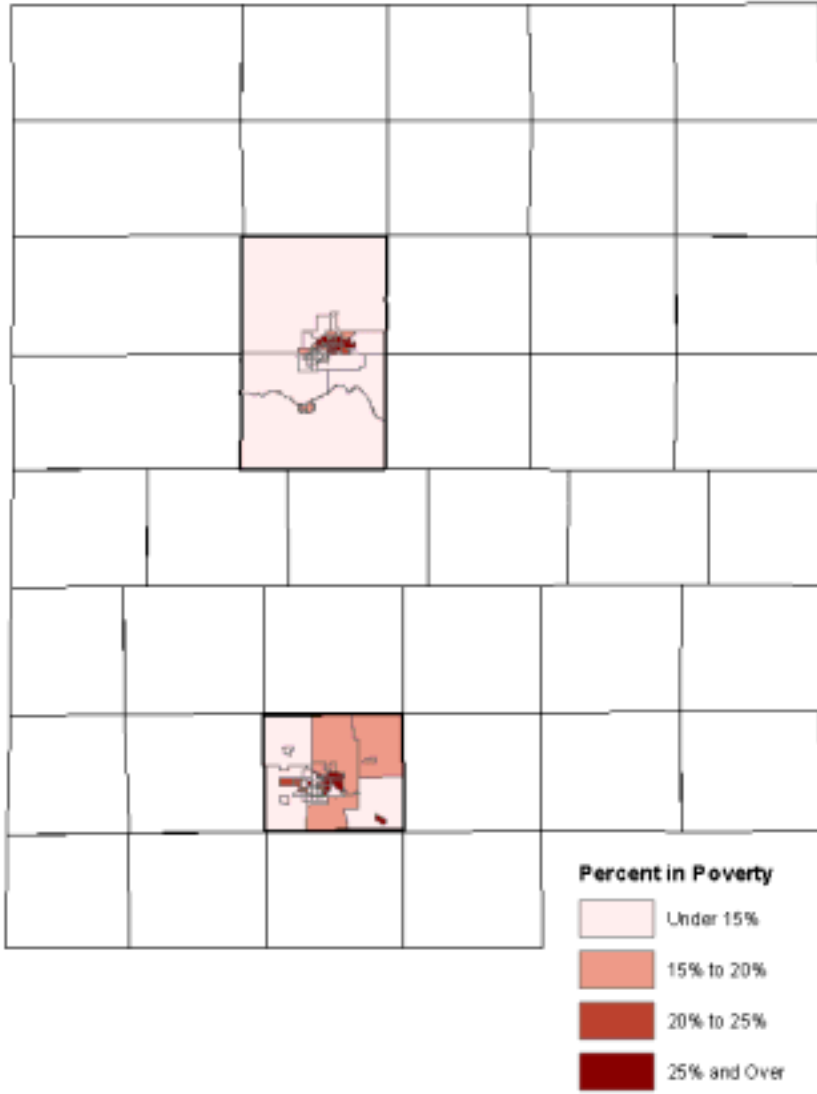 Percent in Poverty
Under 15%
15% to 20%
20% to 25%
25% and Over